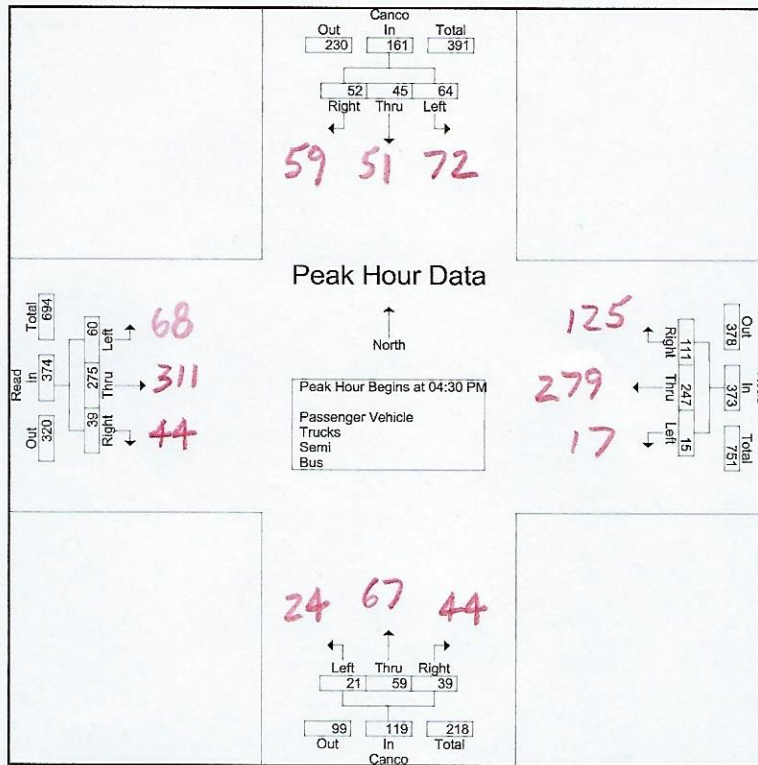 Canco
Out In Total
230 161 391
52 45 64
Right Thru Left
59 51 72
Peak Hour Data
North
Peak Hour Begins at 04:30 PM
Passenger Vehicle
Trucks
Semi
Bus
Read
Total In Out
694 374 320
60 275 39
Left Thru Right
68
311
44
125
279
17
Right Thru Left
111 247 15
Out In Total
378 373 751
24 67 44
Left Thru Right
21 59 39
99 119 218
Out In Total
Canco